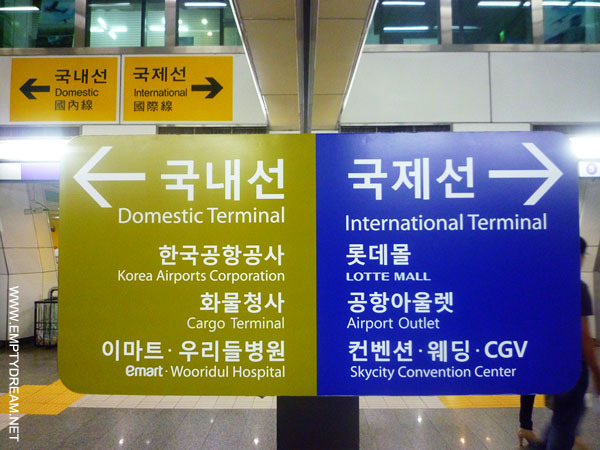 국내선
Domestic
國內線
국제선
International
國際線
국내선
Domestic Terminal
한국공항공사
Korea Airports Corporation
화물청사
Cargo Terminal
이마트·우리들병원
emart·Wooridul Hospital
국제선
International Terminal
롯데몰
LOTTE MALL
공항아울렛
Airport Outlet
컨벤션·웨딩·CGV
Skycity Convention Center
WWW.EMPTYDREAM.NET